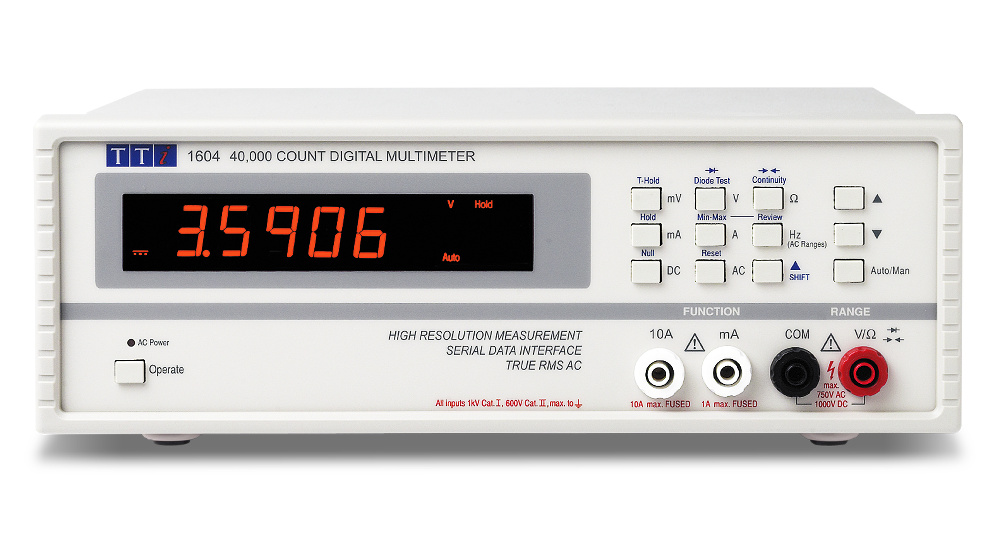 TTi 1604 40,000 COUNT DIGITAL MULTIMETER
3.5906
V Hold
Auto
T-Hold Diode Test Continuity
mV V Ω ▲
Hold Min-Max Review
mA A Hz ▼
(AC Ranges)
Null Reset
DC AC ▲ Auto/Man
SHIFT
FUNCTION RANGE
AC Power
Operate
HIGH RESOLUTION MEASUREMENT
SERIAL DATA INTERFACE
TRUE RMS AC
All inputs 1kV Cat. I, 600V Cat. II, max. to ⏚
10A mA COM V/Ω
10A max. FUSED 1A max. FUSED
max.
750V AC
1000V DC